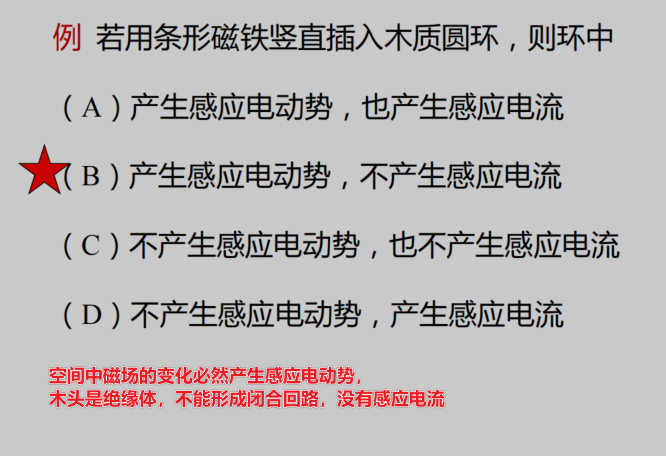 例 若用条形磁铁竖直插入木质圆环，则环中
（A）产生感应电动势，也产生感应电流
（B）产生感应电动势，不产生感应电流
（C）不产生感应电动势，也不产生感应电流
（D）不产生感应电动势，产生感应电流
空间中磁场的变化必然产生感应电动势，
木头是绝缘体，不能形成闭合回路，没有感应电流